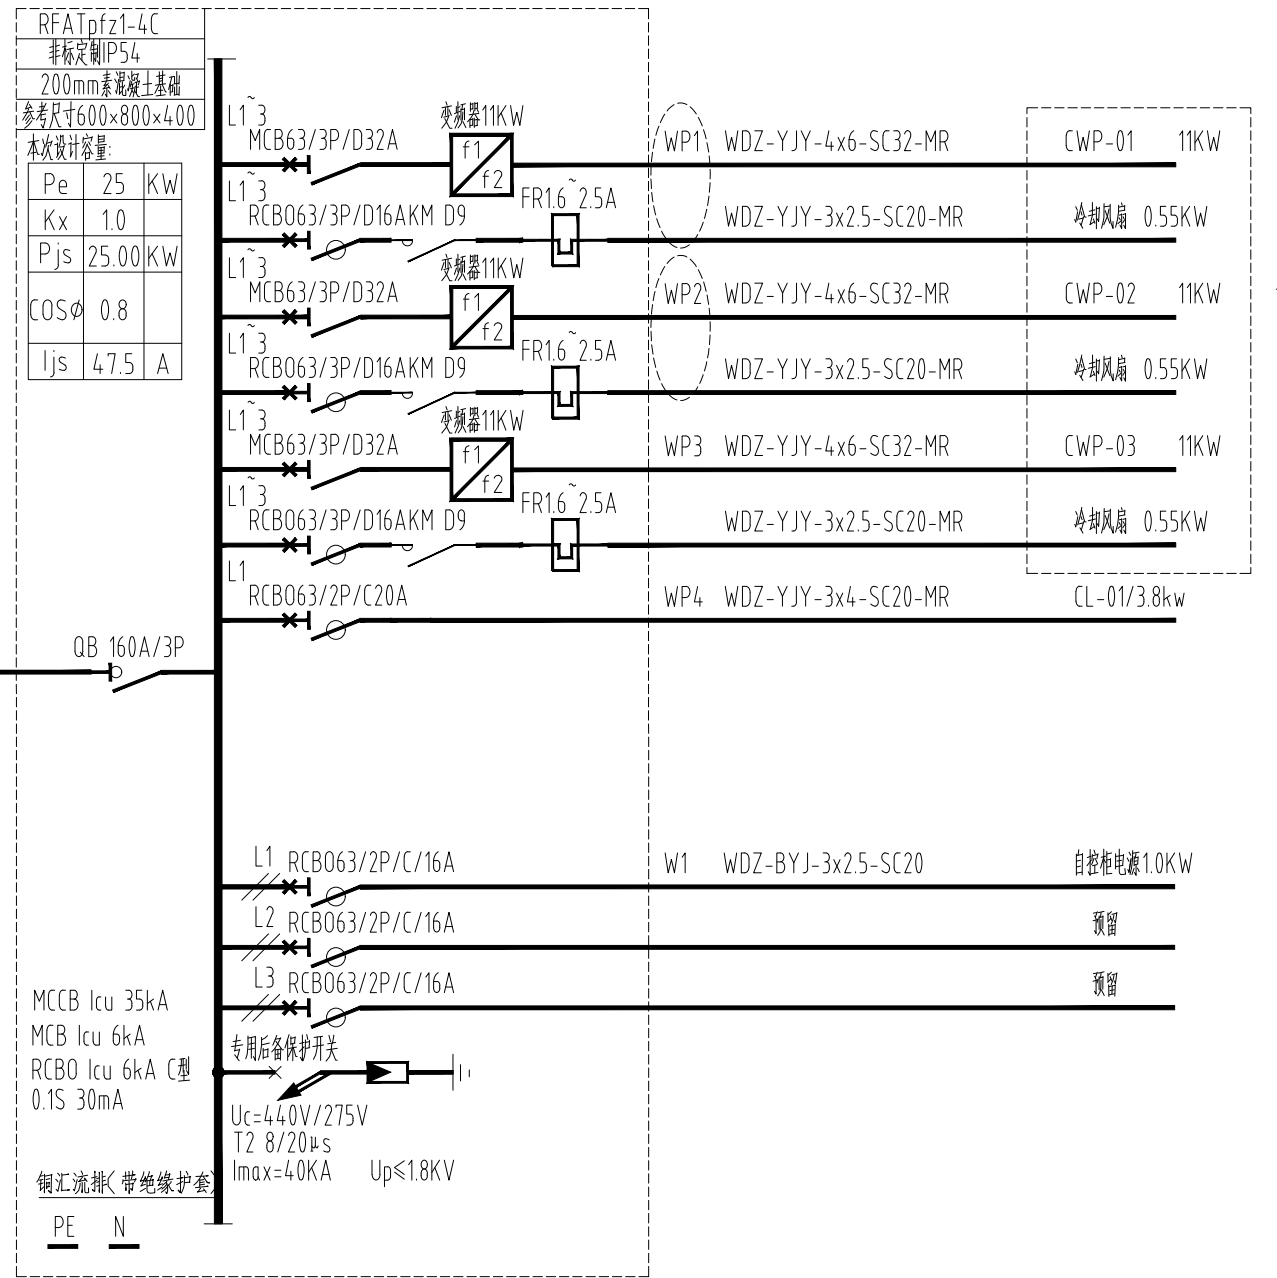 RFATpfz1-4C
非标定制IP54
200mm素混凝土基础
参考尺寸600×800×400
本次设计容量:
Pe 25 KW
Kx 1.0
Pjs 25.00 KW
COSØ 0.8
Ijs 47.5 A
L1~3
MCB63/3P/D32A
变频器11KW
f1
f2
WP1 WDZ-YJY-4x6-SC32-MR CWP-01 11KW
L1~3
RCBO63/3P/D16A KM D9 FR1.6~2.5A WDZ-YJY-3x2.5-SC20-MR 冷却风扇 0.55KW
L1~3
MCB63/3P/D32A
变频器11KW
f1
f2
WP2 WDZ-YJY-4x6-SC32-MR CWP-02 11KW
L1~3
RCBO63/3P/D16A KM D9 FR1.6~2.5A WDZ-YJY-3x2.5-SC20-MR 冷却风扇 0.55KW
L1~3
MCB63/3P/D32A
变频器11KW
f1
f2
WP3 WDZ-YJY-4x6-SC32-MR CWP-03 11KW
L1~3
RCBO63/3P/D16A KM D9 FR1.6~2.5A WDZ-YJY-3x2.5-SC20-MR 冷却风扇 0.55KW
L1
RCBO63/2P/C20A WP4 WDZ-YJY-3x4-SC20-MR CL-01/3.8kw
QB 160A/3P
L1 RCBO63/2P/C/16A W1 WDZ-BYJ-3x2.5-SC20 自控柜电源1.0KW
L2 RCBO63/2P/C/16A 预留
L3 RCBO63/2P/C/16A 预留
MCCB Icu 35kA
MCB Icu 6kA
RCBO Icu 6kA C型
0.1S 30mA
专用后备保护开关
Uc=440V/275V
T2 8/20μs
Imax=40KA Up≤1.8KV
铜汇流排(带绝缘护套)
PE N